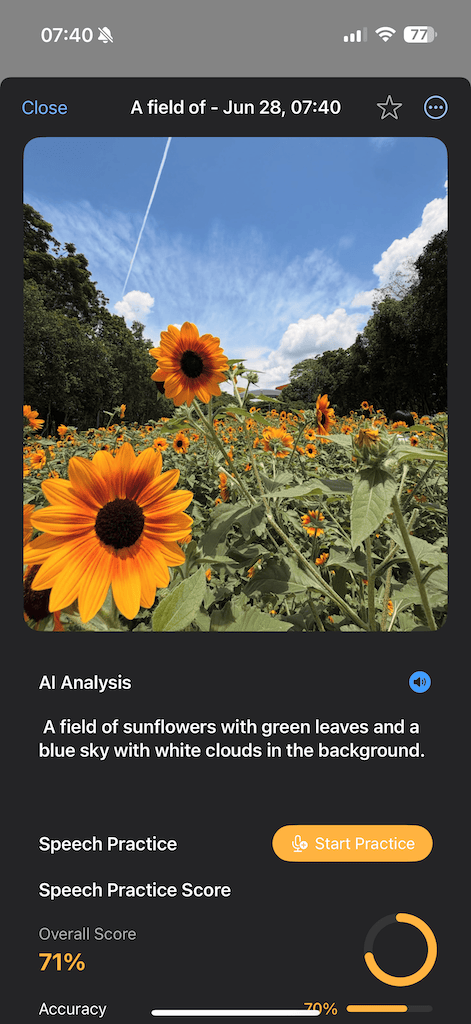 07:40
77
Close
A field of - Jun 28, 07:40
AI Analysis
A field of sunflowers with green leaves and a
blue sky with white clouds in the background.
Speech Practice
Start Practice
Speech Practice Score
Overall Score
71%
Accuracy
70%